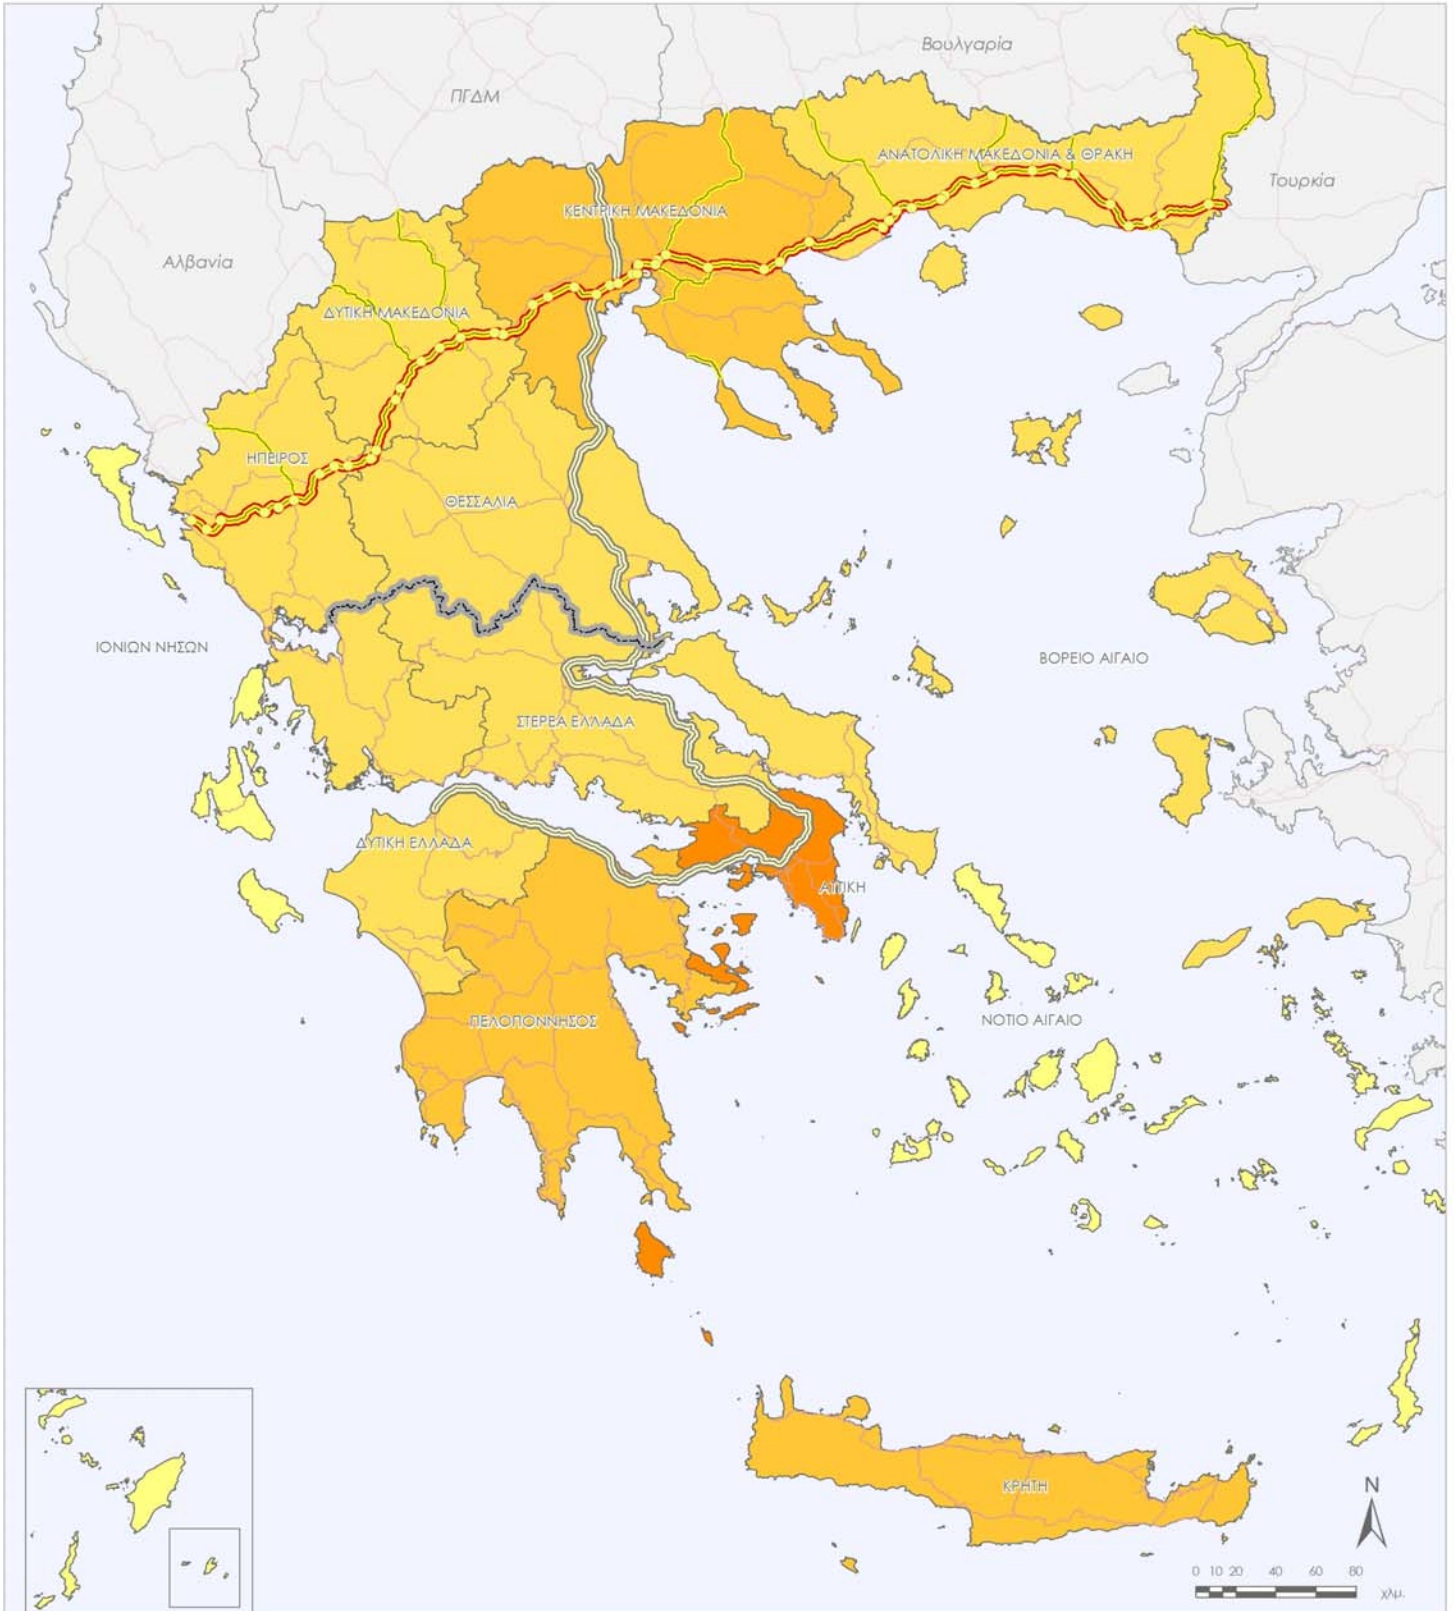 Βουλγαρία
ΠΓΔΜ
ΑΝΑΤΟΛΙΚΗ ΜΑΚΕΔΟΝΙΑ & ΘΡΑΚΗ
Τουρκία
ΚΕΝΤΡΙΚΗ ΜΑΚΕΔΟΝΙΑ
Αλβανία
ΔΥΤΙΚΗ ΜΑΚΕΔΟΝΙΑ
ΗΠΕΙΡΟΣ
ΘΕΣΣΑΛΙΑ
ΙΟΝΙΩΝ ΝΗΣΩΝ
ΒΟΡΕΙΟ ΑΙΓΑΙΟ
ΣΤΕΡΕΑ ΕΛΛΑΔΑ
ΔΥΤΙΚΗ ΕΛΛΑΔΑ
ΑΤΤΙΚΗ
ΠΕΛΟΠΟΝΝΗΣΟΣ
ΝΟΤΙΟ ΑΙΓΑΙΟ
ΚΡΗΤΗ
N
0 10 20 40 60 80
χλμ.